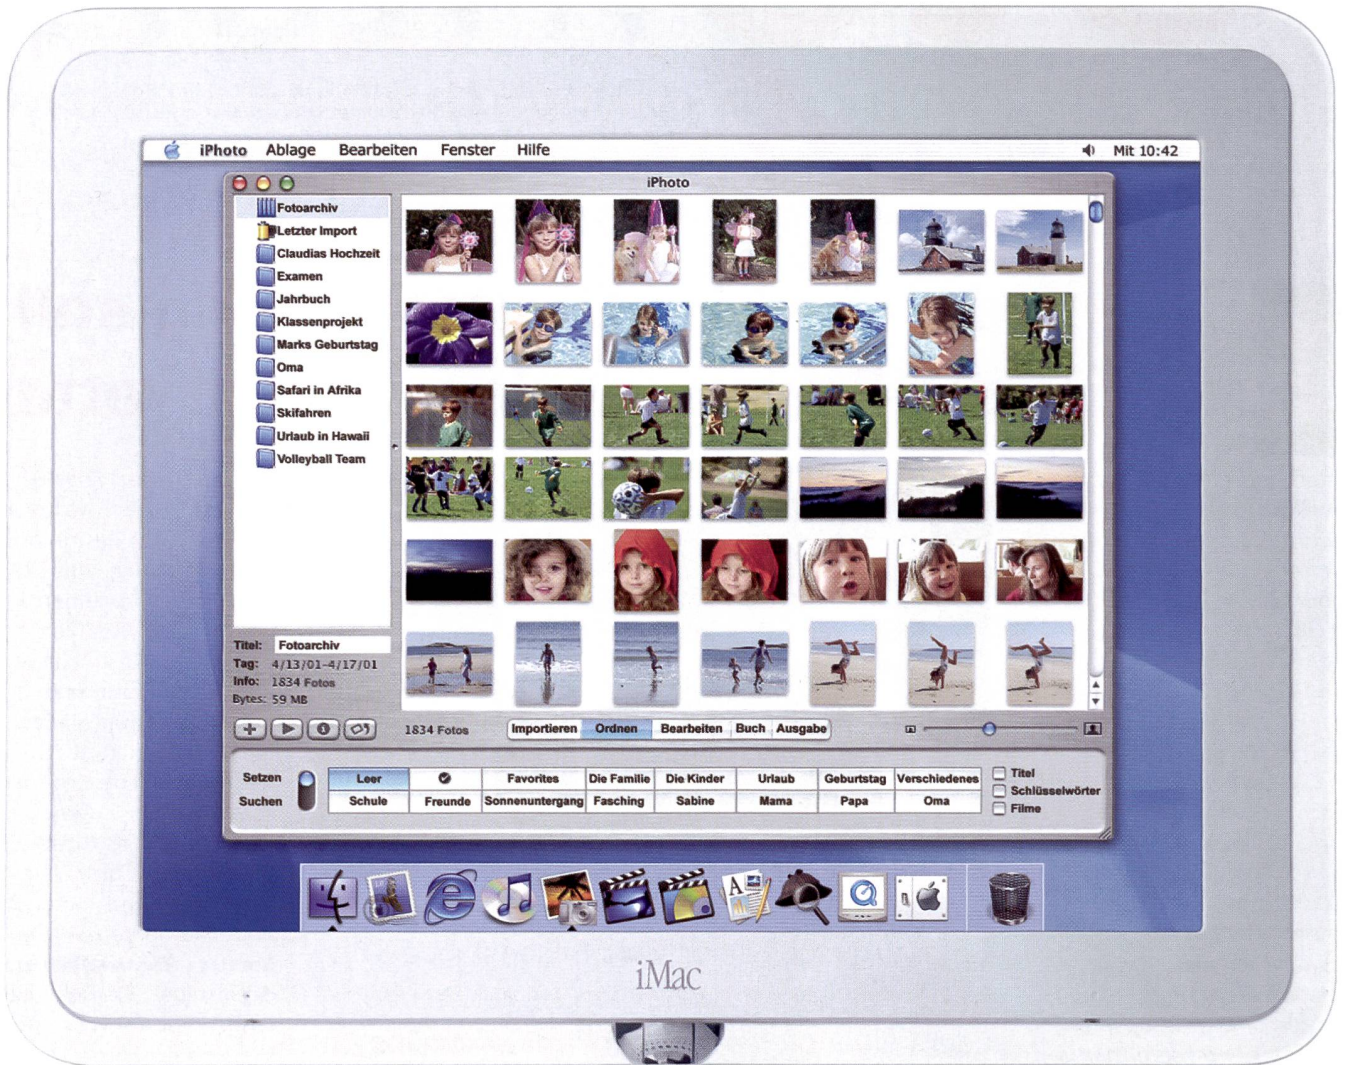 iPhoto Ablage Bearbeiten Fenster Hilfe Mit 10:42
iPhoto
Fotoarchiv
Letzter Import
Claudias Hochzeit
Examen
Jahrbuch
Klassenprojekt
Marks Geburtstag
Oma
Safari in Afrika
Skifahren
Urlaub in Hawaii
Volleyball Team
Titel: Fotoarchiv
Tag: 4/13/01-4/17/01
Info: 1834 Fotos
Bytes: 59 MB
1834 Fotos Importieren Ordnen Bearbeiten Buch Ausgabe
Setzen Leer Favorites Die Familie Die Kinder Urlaub Geburtstag Verschiedenes
Suchen Schule Freunde Sonnenuntergang Fasching Sabine Mama Papa Oma
Titel
Schlüsselwörter
Filme
iMac